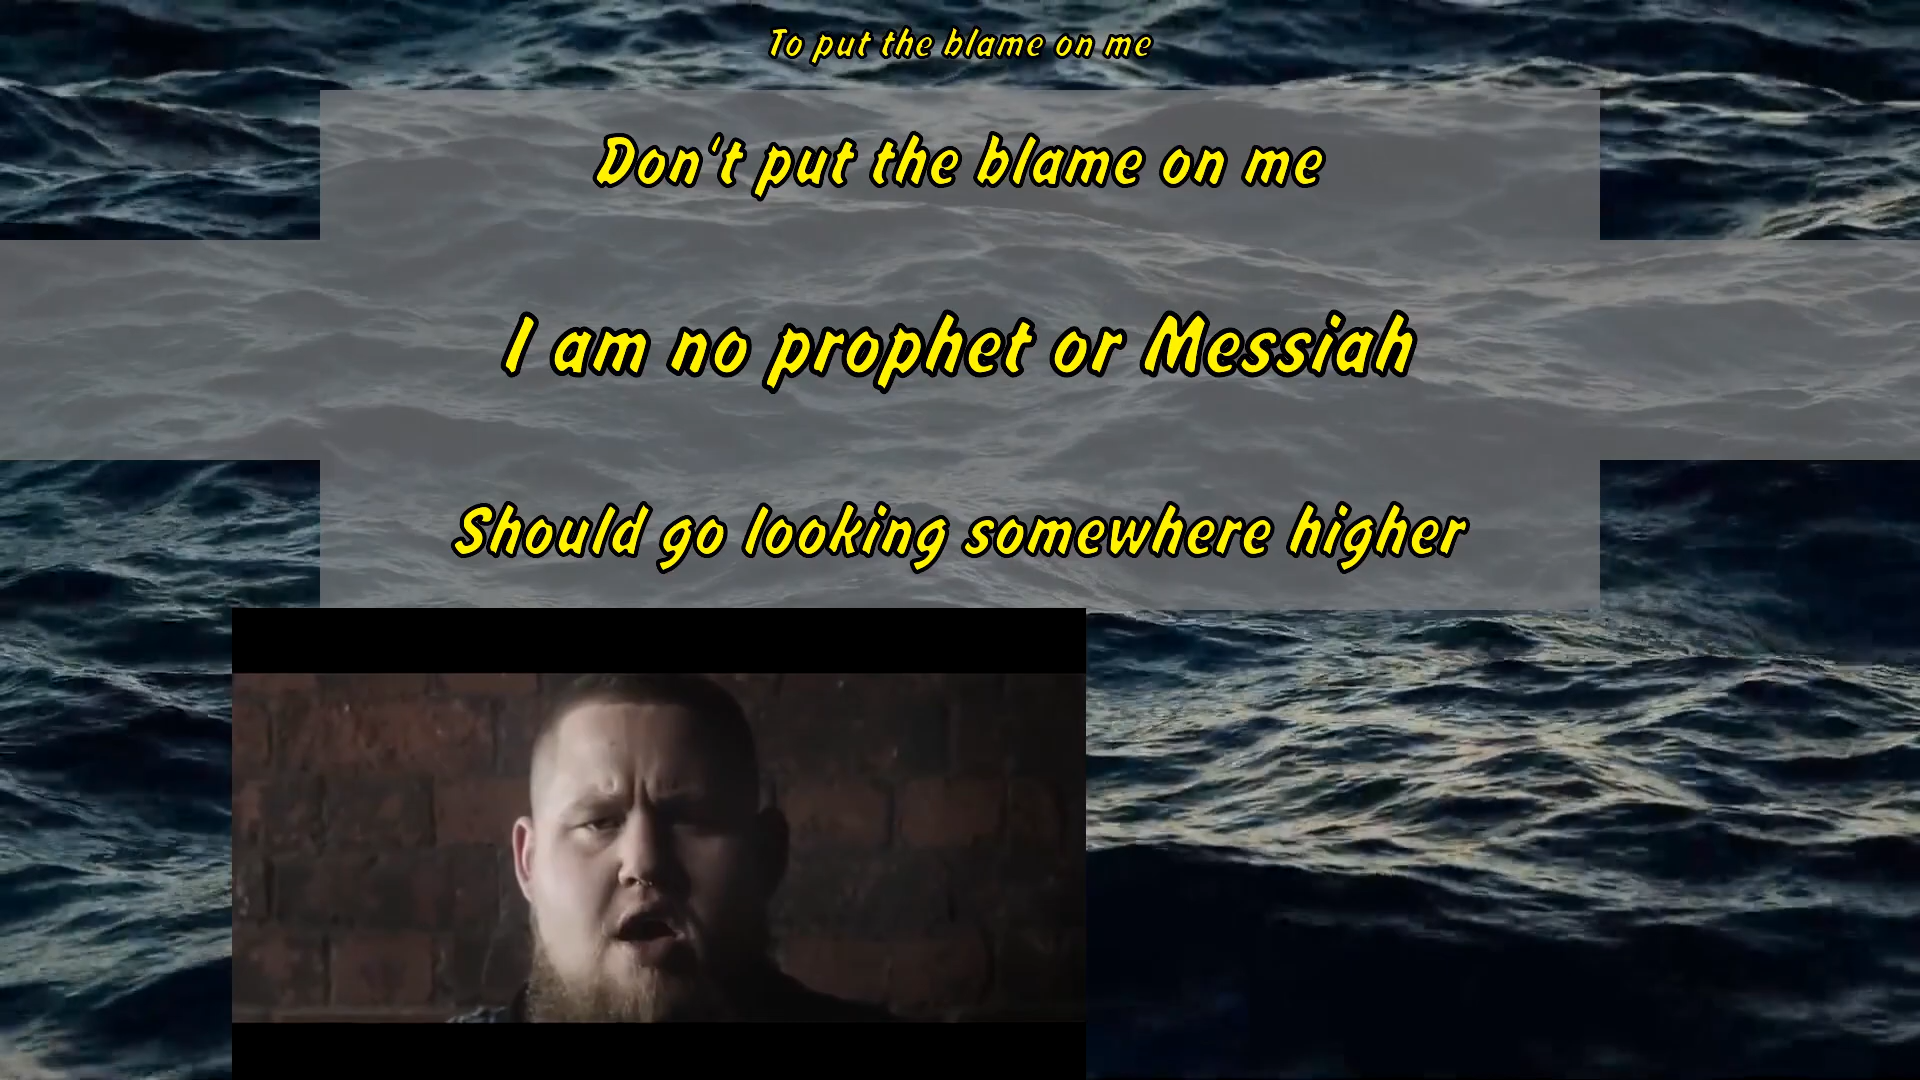 To put the blame on me
Don't put the blame on me
I am no prophet or Messiah
Should go looking somewhere higher